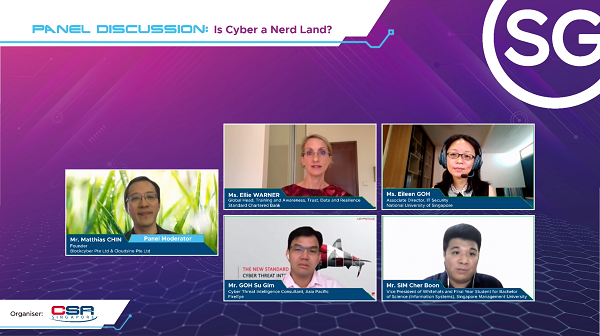 PANEL DISCUSSION: Is Cyber a Nerd Land?
SG
Ms. Ellie WARNER
Global Head, Training and Awareness, Trust, Data and Resilience
Standard Chartered Bank
Ms. Eileen GOH
Associate Director, IT Security
National University of Singapore
Mr. Matthias CHIN
Panel Moderator
Founder
Blockcyber Pte Ltd & Cloudsine Pte Ltd
THE NEW STANDARD
CYBER THREAT INT
Mr. GOH Su Gim
Cyber Threat Intelligence Consultant, Asia Pacific
FireEye
Mr. SIM Cher Boon
Vice President of Whitehats and Final Year Student for Bachelor
of Science (Information Systems), Singapore Management University
Organiser:
CSR
SINGAPORE